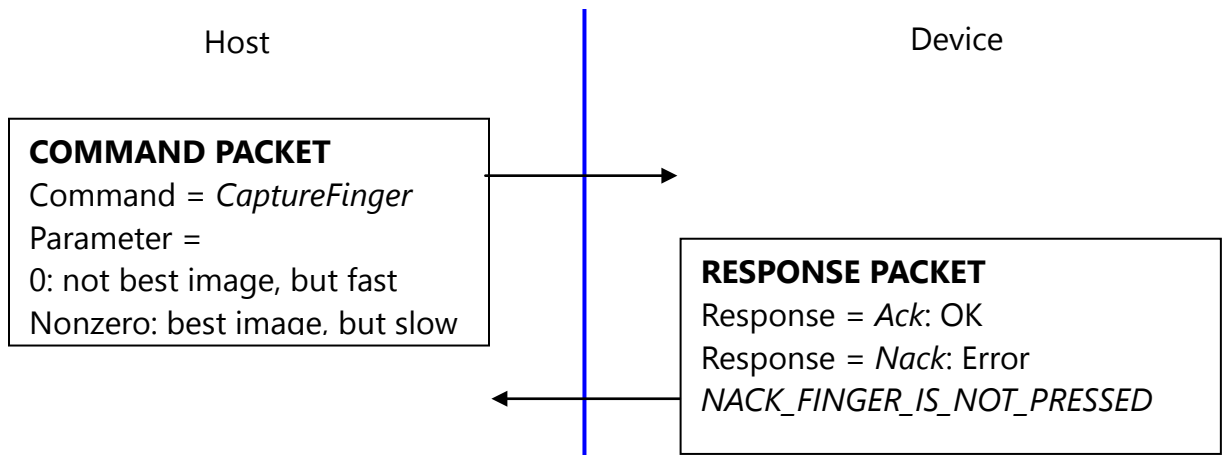 Host
Device
COMMAND PACKET
Command = CaptureFinger
Parameter =
0: not best image, but fast
Nonzero: best image, but slow
RESPONSE PACKET
Response = Ack: OK
Response = Nack: Error
NACK_FINGER_IS_NOT_PRESSED